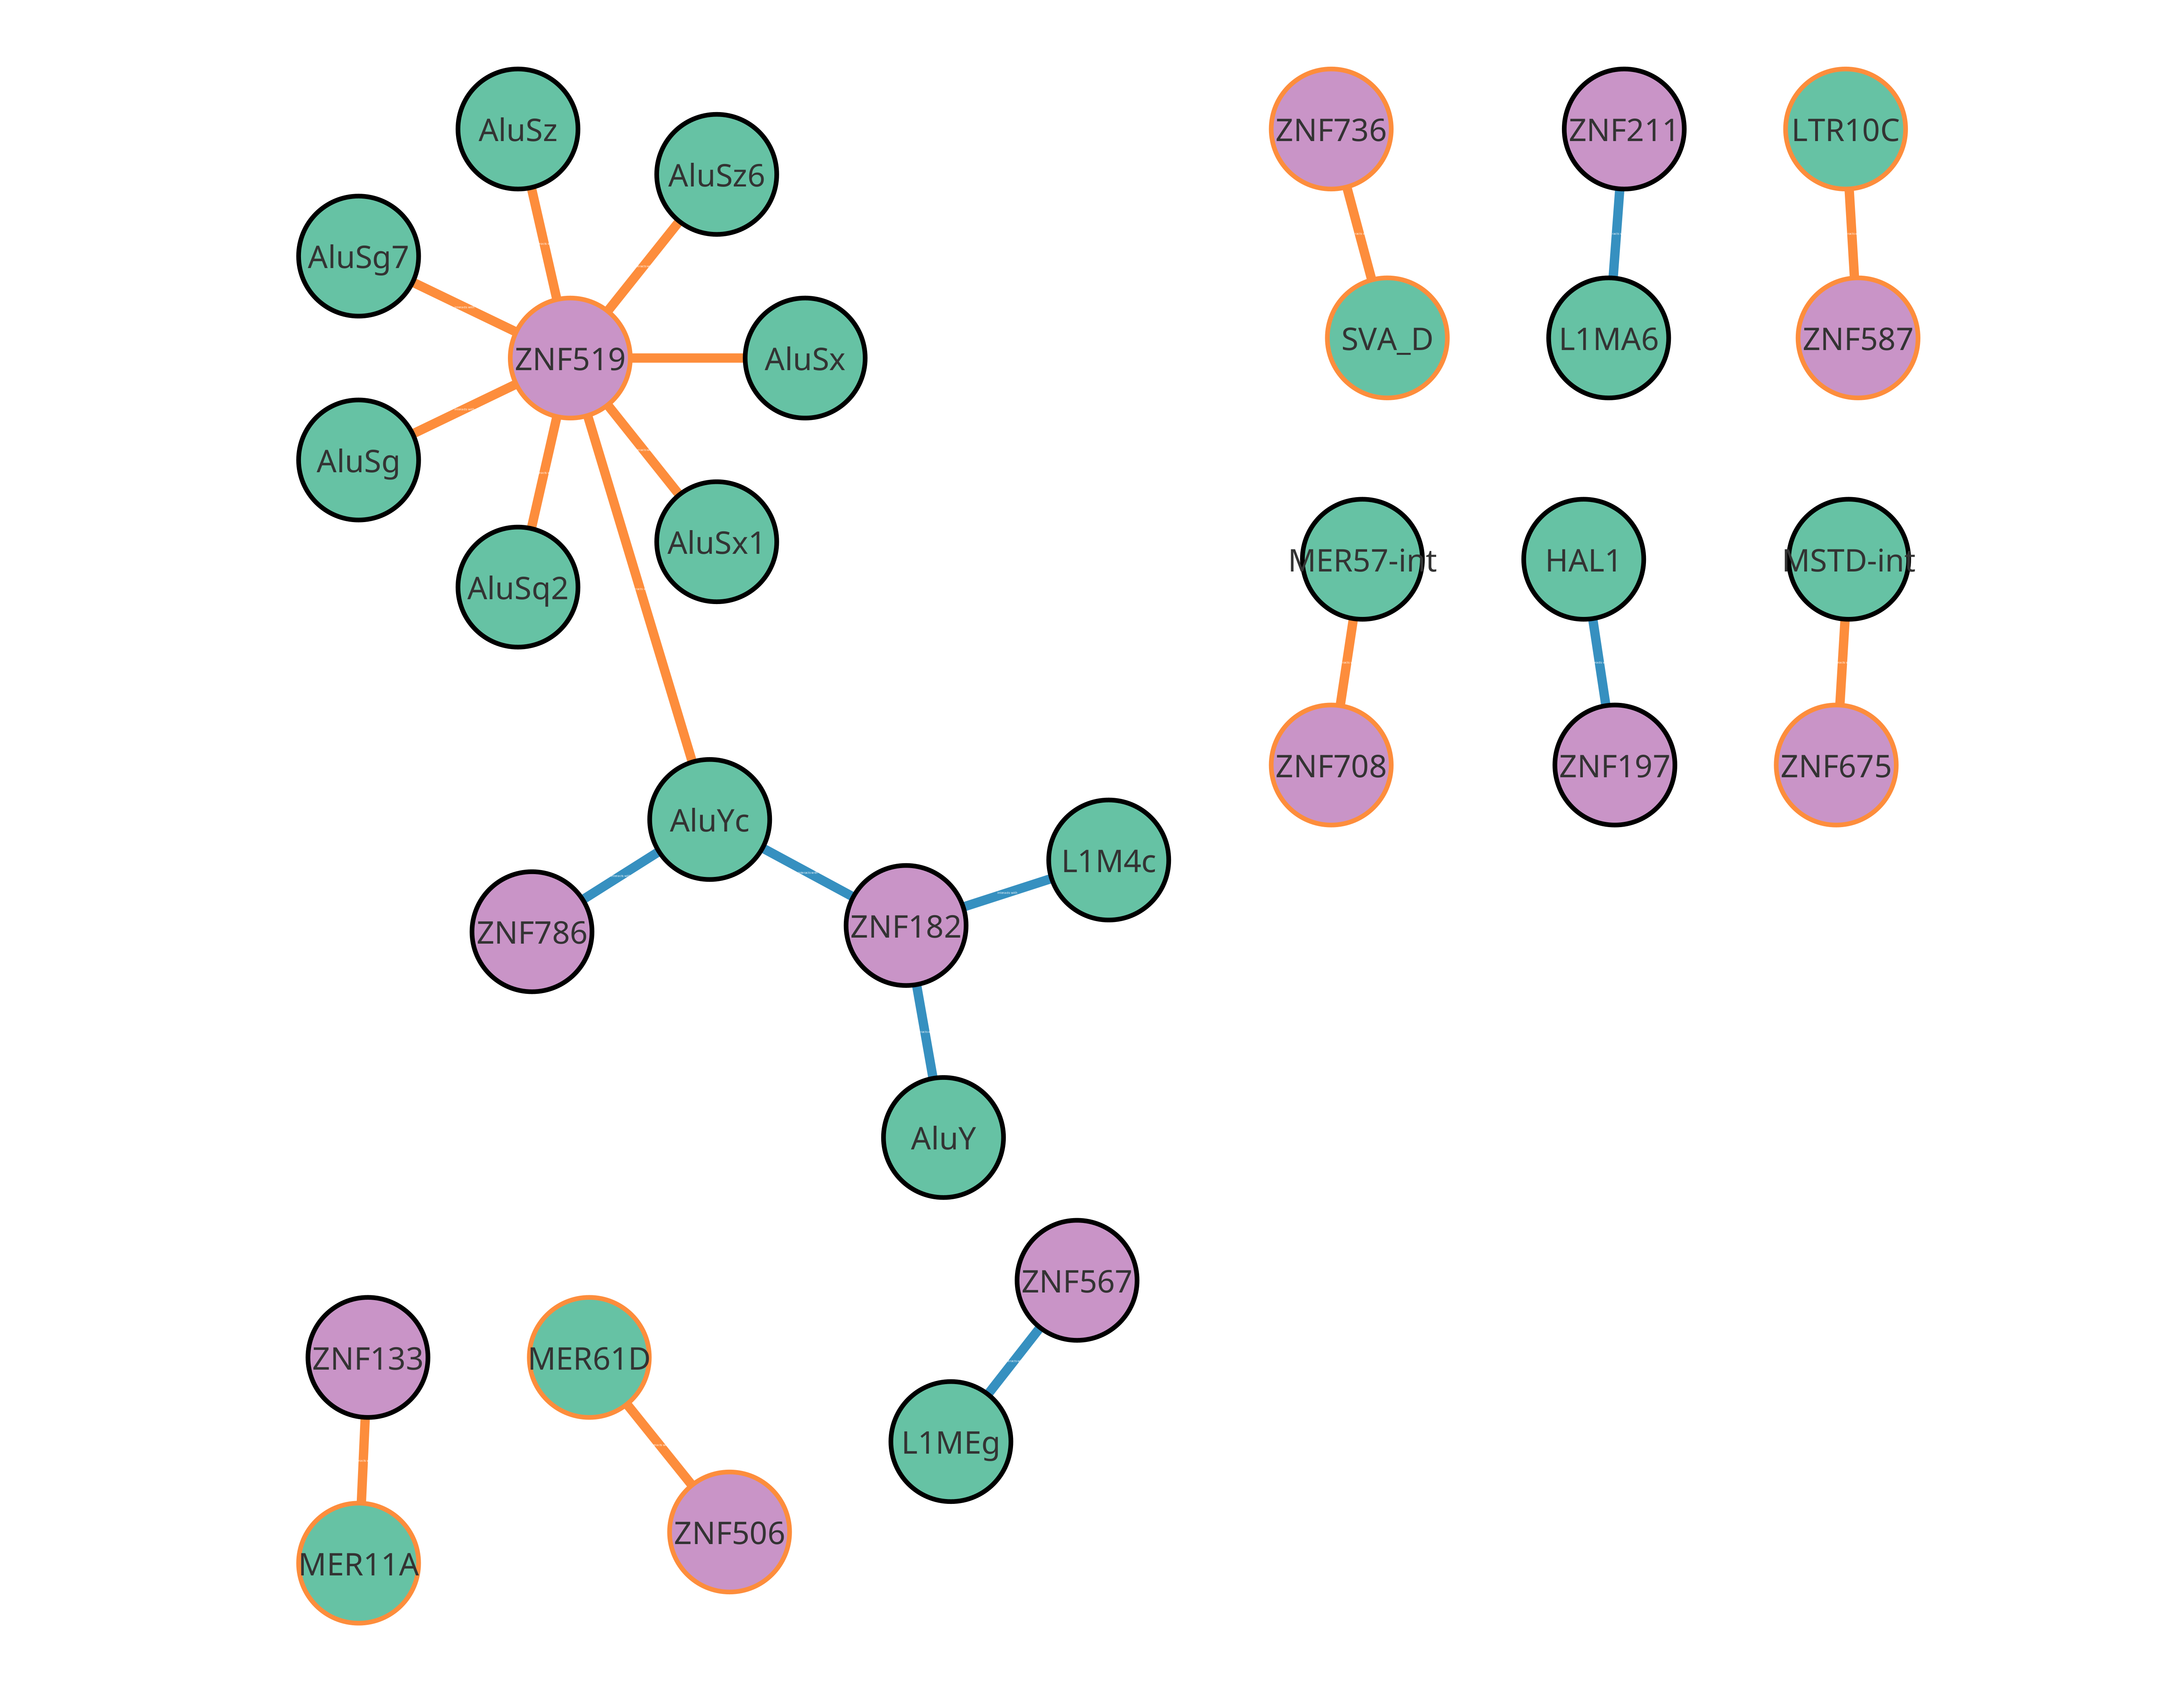 AluSz
AluSz6
AluSg7
ZNF519
AluSx
AluSg
AluSx1
AluSq2
AluYc
ZNF786
ZNF182
L1M4c
AluY
ZNF736
SVA_D
ZNF211
L1MA6
LTR10C
ZNF587
MER57-int
ZNF708
HAL1
ZNF197
MSTD-int
ZNF675
ZNF133
MER11A
MER61D
ZNF506
ZNF567
L1MEg